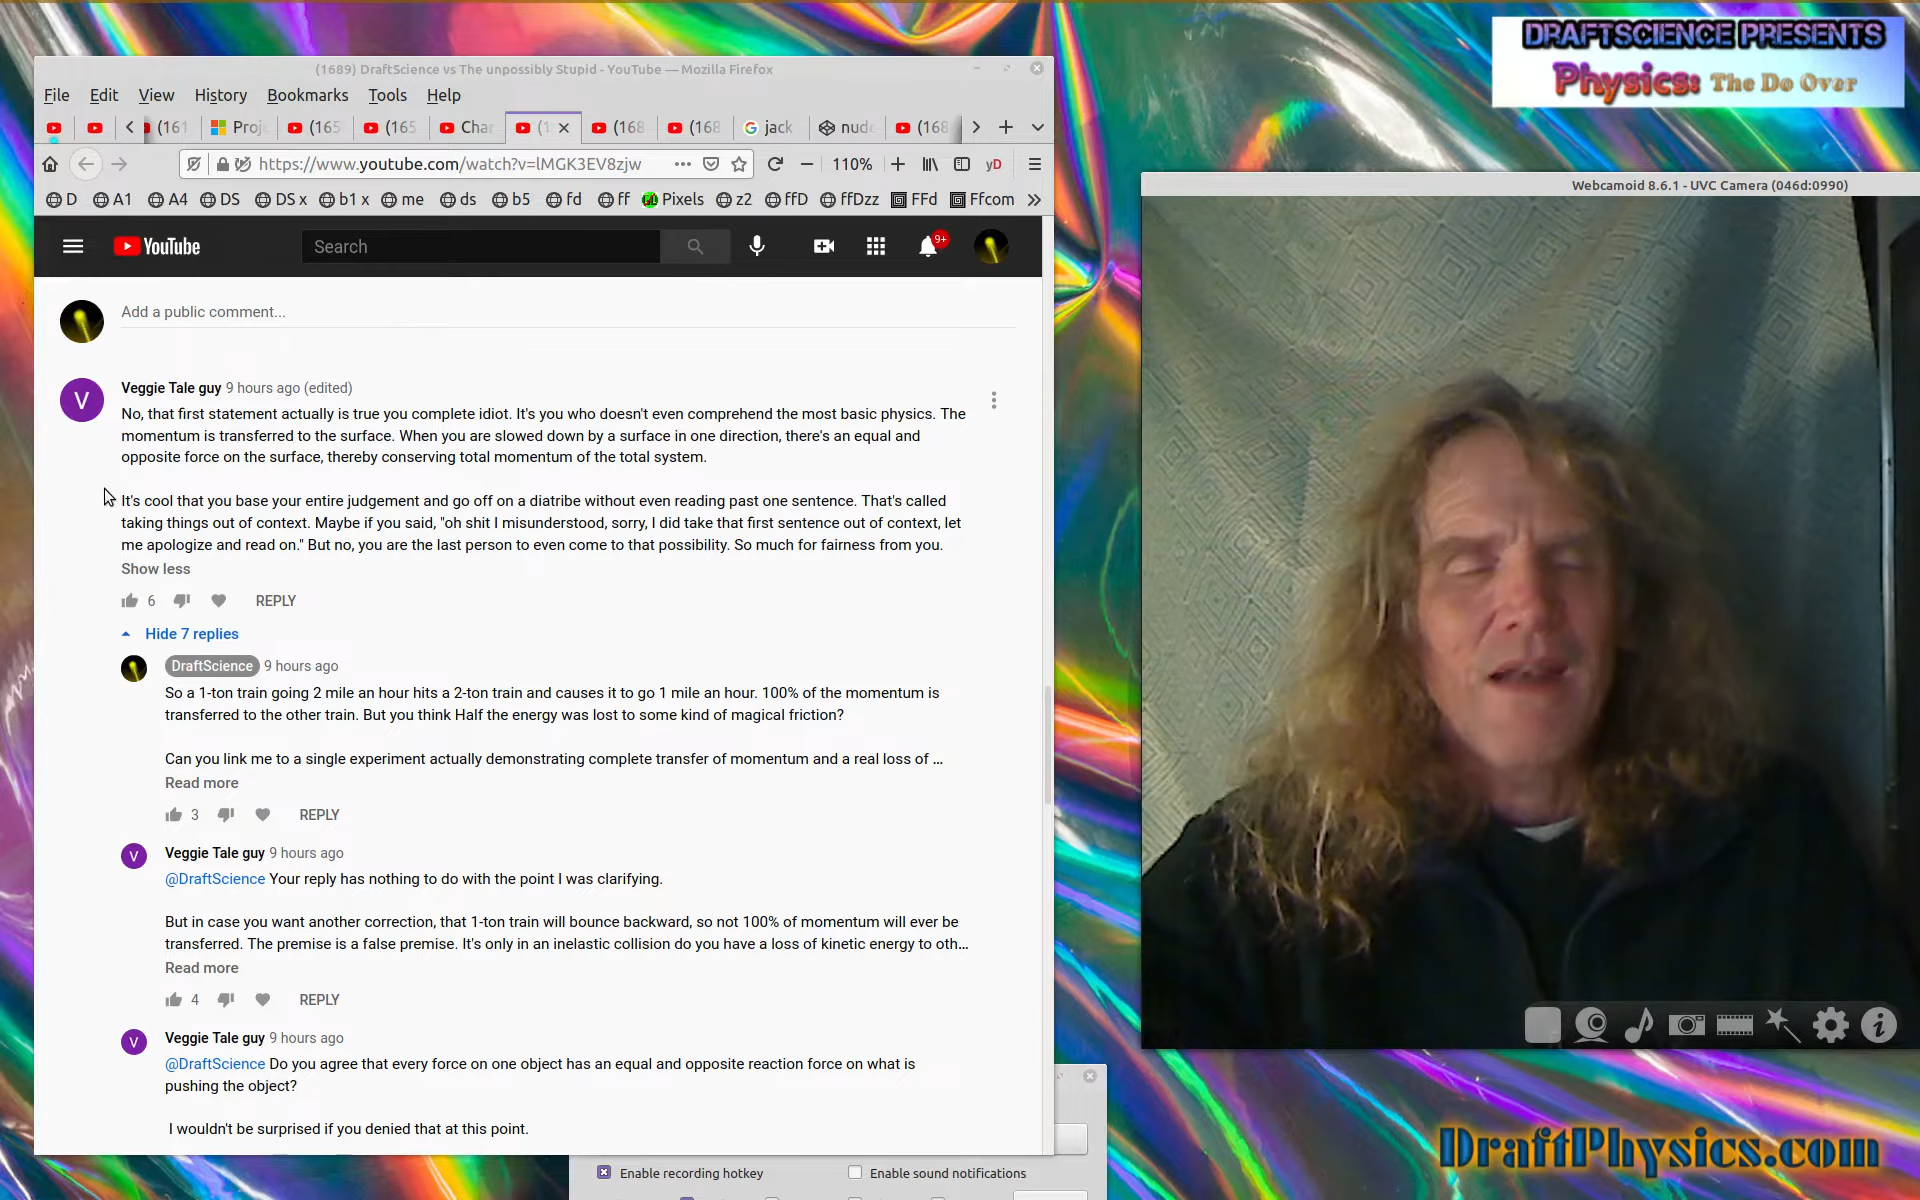 DRAFTSCIENCE PRESENTS
Physics: The Do Over
(1689) DraftScience vs The unpossibly Stupid - YouTube — Mozilla Firefox
File Edit View History Bookmarks Tools Help
(161 Proj (165 (165 Char (1 (168 (168 jack nude (168
https://www.youtube.com/watch?v=lMGK3EV8zjw 110% yD
D A1 A4 DS DS x b1 x me ds b5 fd ff Pixels z2 ffD ffDzz FFd Ffcom
Webcamoid 8.6.1 - UVC Camera (046d:0990)
YouTube
Search
9+
Add a public comment...
V
Veggie Tale guy 9 hours ago (edited)
No, that first statement actually is true you complete idiot. It's you who doesn't even comprehend the most basic physics. The
momentum is transferred to the surface. When you are slowed down by a surface in one direction, there's an equal and
opposite force on the surface, thereby conserving total momentum of the total system.
It's cool that you base your entire judgement and go off on a diatribe without even reading past one sentence. That's called
taking things out of context. Maybe if you said, "oh shit I misunderstood, sorry, I did take that first sentence out of context, let
me apologize and read on." But no, you are the last person to even come to that possibility. So much for fairness from you.
Show less
6 REPLY
Hide 7 replies
DraftScience 9 hours ago
So a 1-ton train going 2 mile an hour hits a 2-ton train and causes it to go 1 mile an hour. 100% of the momentum is
transferred to the other train. But you think Half the energy was lost to some kind of magical friction?
Can you link me to a single experiment actually demonstrating complete transfer of momentum and a real loss of ...
Read more
3 REPLY
V
Veggie Tale guy 9 hours ago
@DraftScience Your reply has nothing to do with the point I was clarifying.
But in case you want another correction, that 1-ton train will bounce backward, so not 100% of momentum will ever be
transferred. The premise is a false premise. It's only in an inelastic collision do you have a loss of kinetic energy to oth...
Read more
4 REPLY
V
Veggie Tale guy 9 hours ago
@DraftScience Do you agree that every force on one object has an equal and opposite reaction force on what is
pushing the object?
I wouldn't be surprised if you denied that at this point.
Enable recording hotkey Enable sound notifications
DraftPhysics.com